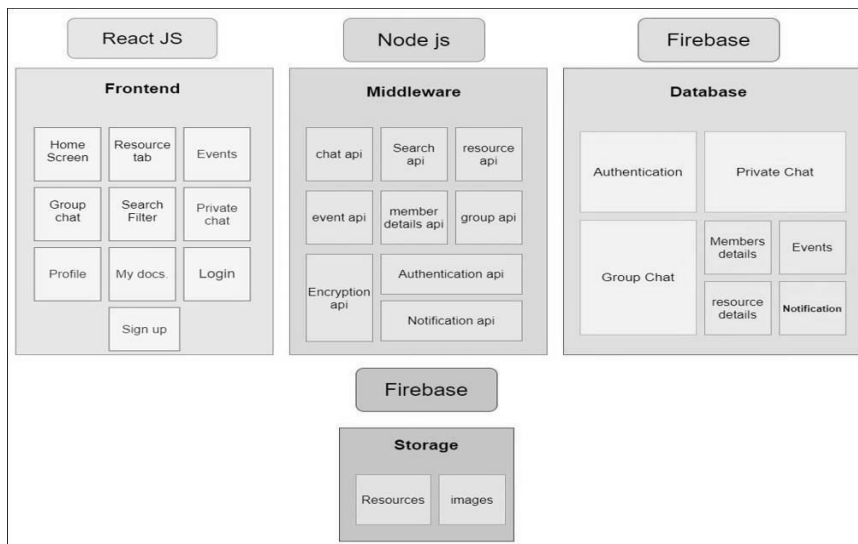 React JS
Node js
Firebase
Frontend
Home
Screen
Resource
tab
Events
Group
chat
Search
Filter
Private
chat
Profile
My docs.
Login
Sign up
Middleware
chat api
Search
api
resource
api
event api
member
details api
group api
Encryption
api
Authentication api
Notification api
Database
Authentication
Private Chat
Group Chat
Members
details
Events
resource
details
Notification
Firebase
Storage
Resources
images